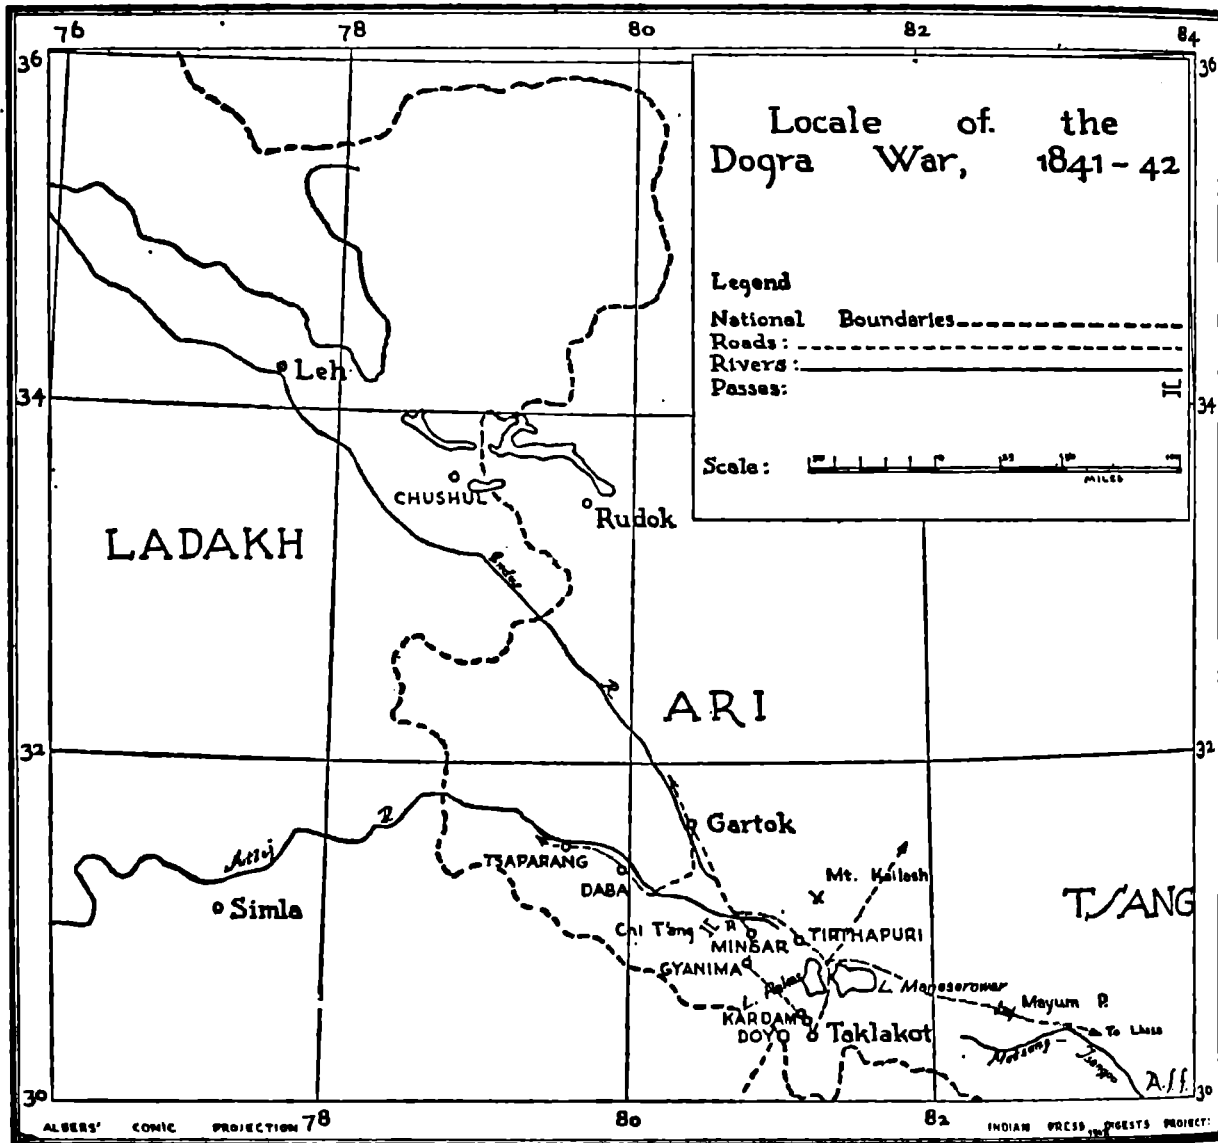 76 78 80 82 84
36 36
Locale of. the
Dogra War, 1841-42
Legend
National Boundaries
Roads:
Rivers:
Passes:
Scale:
MILES
Leh
34 34
CHUSHUL
Rudok
LADAKH
Indus
R
ARI
32 32
Gartok
R
TSAPARANG
DABA
Mt. Kailash
Simla
TSANG
Chi T'ang P
MINSAR
TIRTHAPURI
GYANIMA
L.
L Manasarowar
KARDAM
Mayum P.
DOYO
Taklakot
To Lhasa
30 30
78 80 82
ALBERS' CONIC PROJECTION
INDIAN PRESS DIGESTS PROJECT: